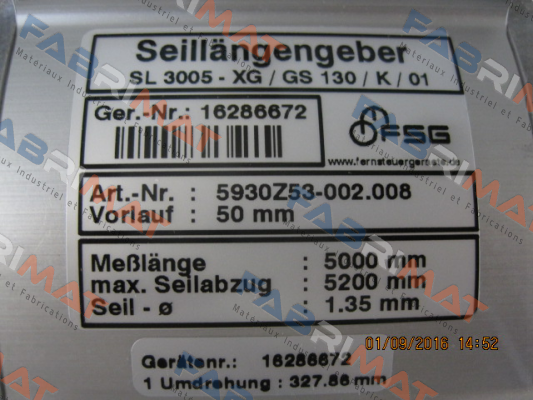 Seillängengeber
SL 3005 - XG / GS 130 / K / 01
Ger.-Nr.: 16286672
FSG
www.fernsteuergeraete.de
Art.-Nr. : 5930Z53-002.008
Vorlauf : 50 mm
Meßlänge : 5000 mm
max. Seilabzug : 5200 mm
Seil - ø : 1.35 mm
01/09/2016 14:52
Gerätenr.: 16286672
1 Umdrehung : 327.86 mm
FABRIMAT
Materiaux Industriel et Fabrications